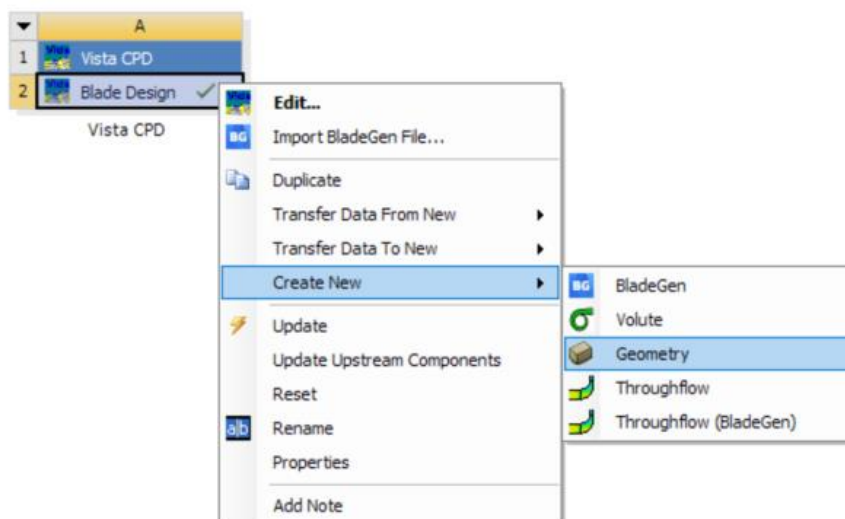 A
1 Vista CPD
2 Blade Design
Vista CPD
Edit...
BG Import BladeGen File...
Duplicate
Transfer Data From New
Transfer Data To New
Create New
Update
Update Upstream Components
Reset
a|b Rename
Properties
Add Note
BG BladeGen
Volute
Geometry
Throughflow
Throughflow (BladeGen)